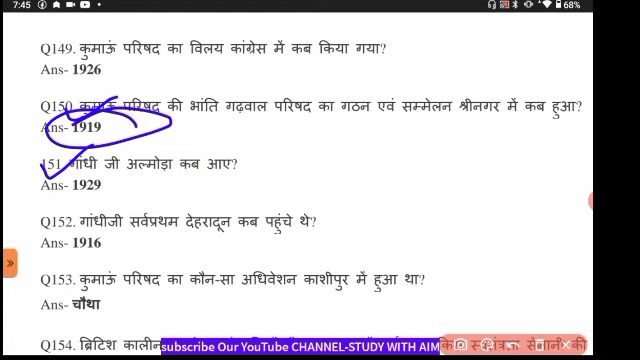 7:45
68%
Q149. कुमाऊं परिषद का विलय कांग्रेस में कब किया गया?
Ans- 1926
Q150. कुमाऊं परिषद की भांति गढ़वाल परिषद का गठन एवं सम्मेलन श्रीनगर में कब हुआ?
Ans- 1919
151. गांधी जी अल्मोड़ा कब आए?
Ans- 1929
Q152. गांधीजी सर्वप्रथम देहरादून कब पहुंचे थे?
Ans- 1916
Q153. कुमाऊं परिषद का कौन-सा अधिवेशन काशीपुर में हुआ था?
Ans- चौथा
Q154. ब्रिटिश कालीन
subscribe Our YouTube CHANNEL-STUDY WITH AIM